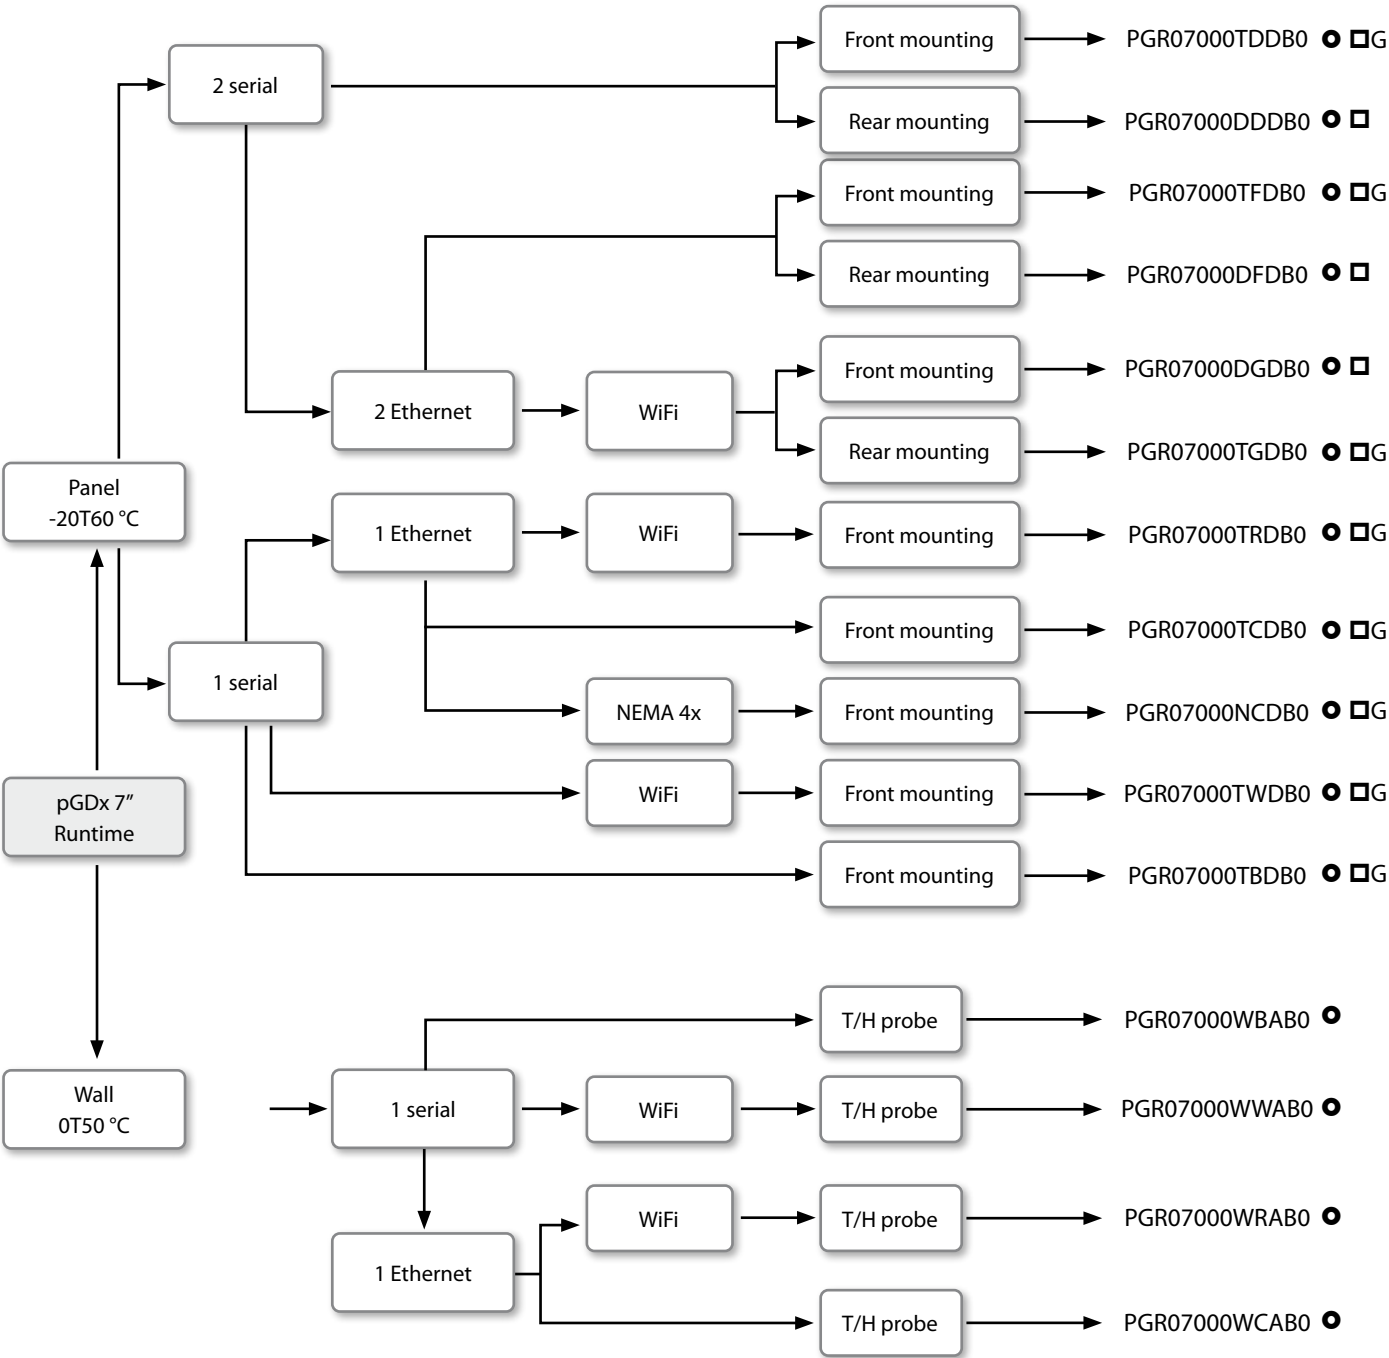 Front mounting
PGR07000TDDB0 G
2 serial
Rear mounting
PGR07000DDDB0
Front mounting
PGR07000TFDB0 G
Rear mounting
PGR07000DFDB0
2 Ethernet
WiFi
Front mounting
PGR07000DGDB0
Rear mounting
PGR07000TGDB0 G
Panel
-20T60 °C
1 Ethernet
WiFi
Front mounting
PGR07000TRDB0 G
Front mounting
PGR07000TCDB0 G
1 serial
NEMA 4x
Front mounting
PGR07000NCDB0 G
pGDx 7”
Runtime
WiFi
Front mounting
PGR07000TWDB0 G
Front mounting
PGR07000TBDB0 G
T/H probe
PGR07000WBAB0
Wall
0T50 °C
1 serial
WiFi
T/H probe
PGR07000WWAB0
WiFi
T/H probe
PGR07000WRAB0
1 Ethernet
T/H probe
PGR07000WCAB0